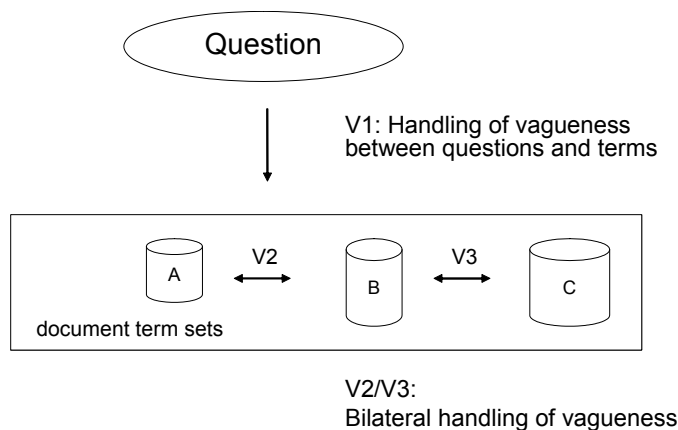 Question
V1: Handling of vagueness
between questions and terms
V2 V3
A B C
document term sets
V2/V3:
Bilateral handling of vagueness